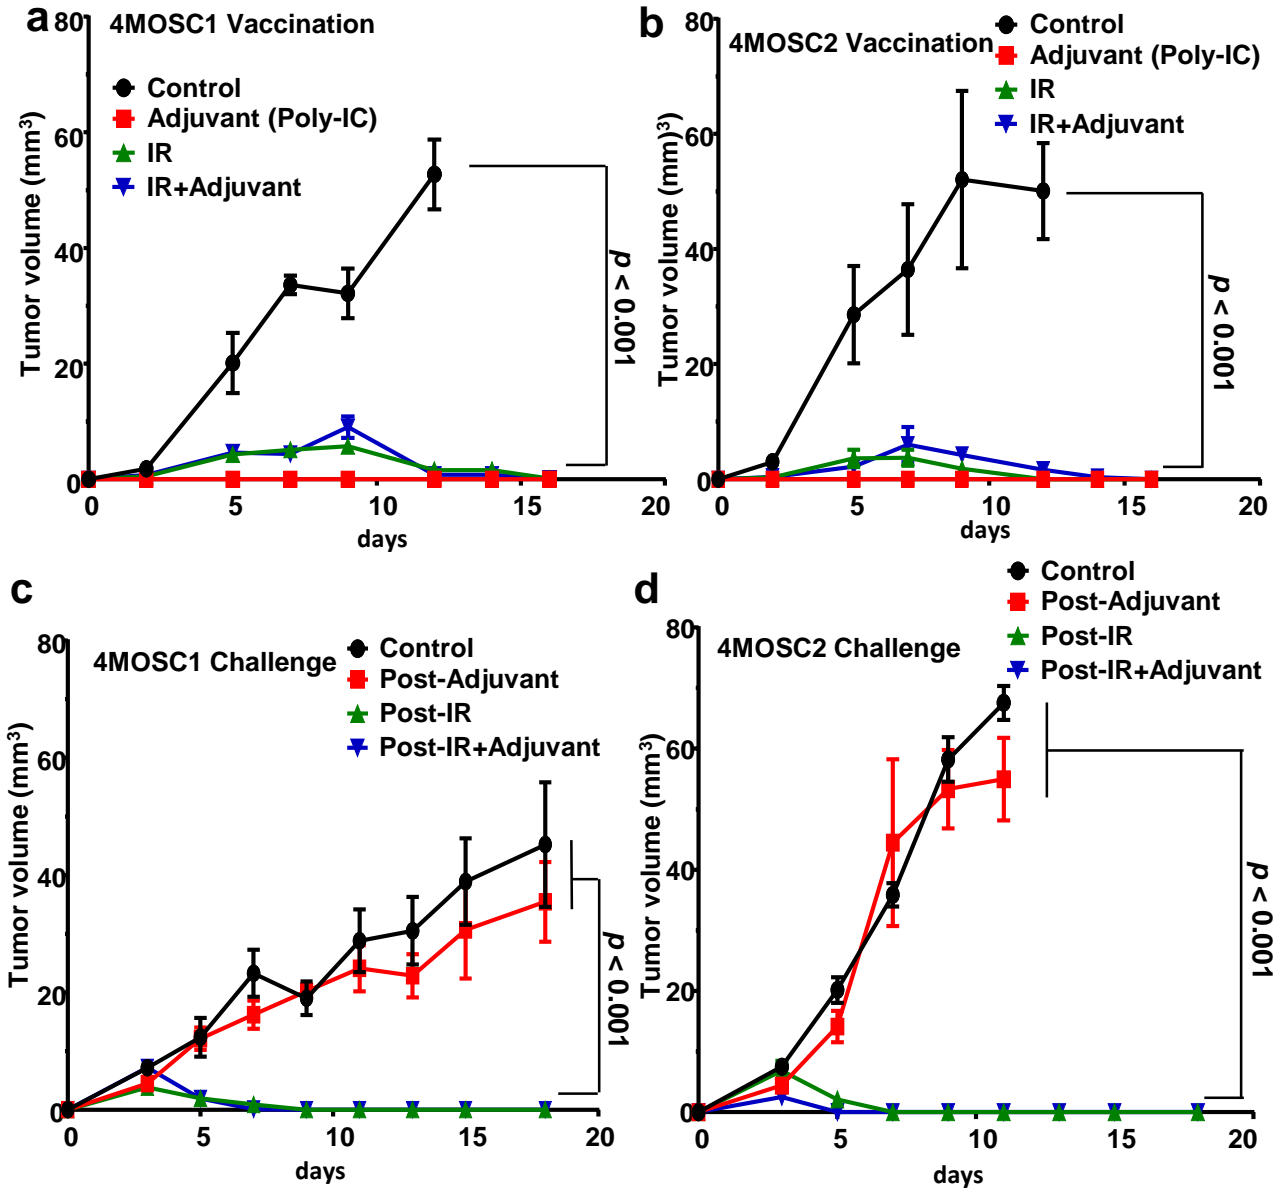 a
4MOSC1 Vaccination
Control
Adjuvant (Poly-IC)
IR
IR+Adjuvant
Tumor volume (mm³)
80
60
40
20
0
0 5 10 15 20
days
p < 0.001
b
4MOSC2 Vaccination
Control
Adjuvant (Poly-IC)
IR
IR+Adjuvant
Tumor volume (mm)³)
80
60
40
20
0
0 5 10 15 20
days
p < 0.001
c
4MOSC1 Challenge
Control
Post-Adjuvant
Post-IR
Post-IR+Adjuvant
Tumor volume (mm³)
80
60
40
20
0
0 5 10 15 20
days
p < 0.001
d
4MOSC2 Challenge
Control
Post-Adjuvant
Post-IR
Post-IR+Adjuvant
Tumor volume (mm³)
80
60
40
20
0
0 5 10 15 20
days
p < 0.001